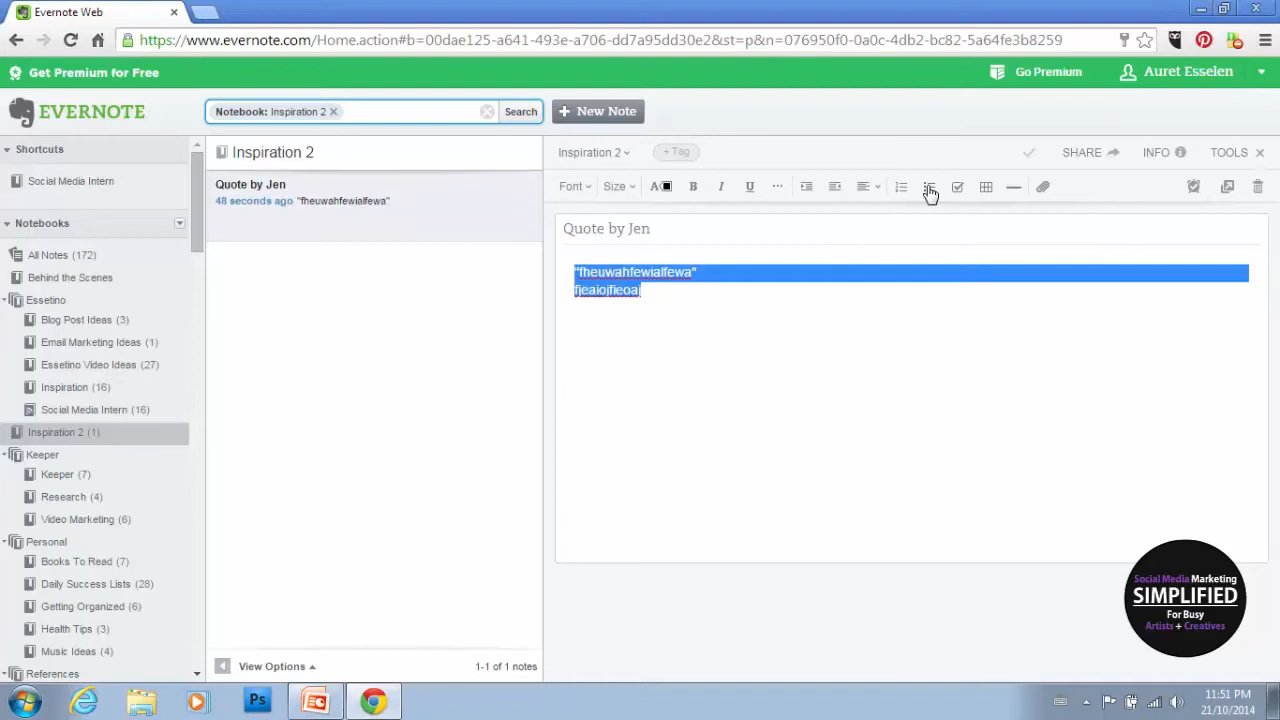 Evernote Web
https://www.evernote.com/Home.action#b=00dae125-a641-493e-a706-dd7a95dd30e2&st=p&n=076950f0-0a0c-4db2-bc82-5a64fe3b8259
Get Premium for Free
Go Premium
Auret Esselen
EVERNOTE
Notebook: Inspiration 2
Search
+ New Note
Shortcuts
Social Media Intern
Notebooks
All Notes (172)
Behind the Scenes
Essetino
Blog Post Ideas (3)
Email Marketing Ideas (1)
Essetino Video Ideas (27)
Inspiration (16)
Social Media Intern (16)
Inspiration 2 (1)
Keeper
Keeper (7)
Research (4)
Video Marketing (6)
Personal
Books To Read (7)
Daily Success Lists (28)
Getting Organized (6)
Health Tips (3)
Music Ideas (4)
References
Inspiration 2
Quote by Jen
48 seconds ago "fheuwahfewialfewa"
View Options
1-1 of 1 notes
Inspiration 2
+ Tag
SHARE
INFO
TOOLS
Font
Size
A
B
I
U
Quote by Jen
"fheuwahfewialfewa"
fjeaiojfieoaj
Social Media Marketing
SIMPLIFIED
For Busy
Artists + Creatives
Ps
11:51 PM
21/10/2014